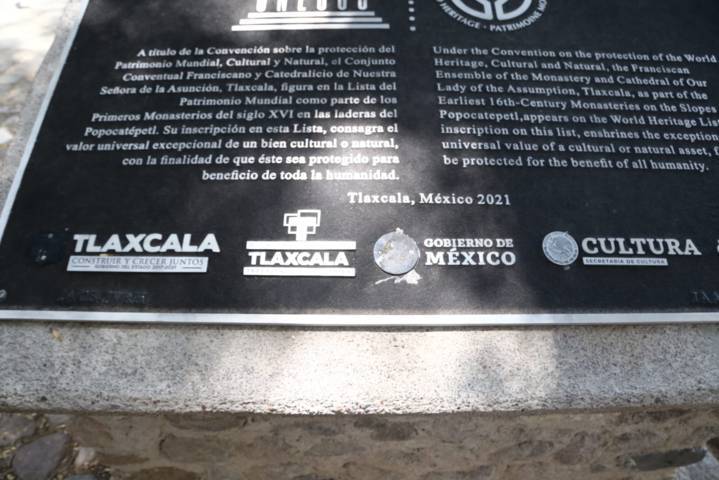 UNESCO
HERITAGE • PATRIMOINE
A título de la Convención sobre la protección del
Patrimonio Mundial, Cultural y Natural, el Conjunto
Conventual Franciscano y Catedralicio de Nuestra
Señora de la Asunción, Tlaxcala, figura en la Lista del
Patrimonio Mundial como parte de los
Primeros Monasterios del siglo XVI en las laderas del
Popocatépetl. Su inscripción en esta Lista, consagra el
valor universal excepcional de un bien cultural o natural,
con la finalidad de que éste sea protegido para
beneficio de toda la humanidad.
Under the Convention on the protection of the World
Heritage, Cultural and Natural, the Franciscan
Ensemble of the Monastery and Cathedral of Our
Lady of the Assumption, Tlaxcala, as part of the
Earliest 16th-Century Monasteries on the Slopes
Popocatepetl,appears on the World Heritage List
inscription on this list, enshrines the exception
universal value of a cultural or natural asset, f
be protected for the benefit of all humanity.
Tlaxcala, México 2021
TLAXCALA
CONSTRUIR Y CRECER JUNTOS
GOBIERNO DEL ESTADO 2017-2021
TLAXCALA
GOBIERNO DE
MÉXICO
CULTURA
SECRETARÍA DE CULTURA